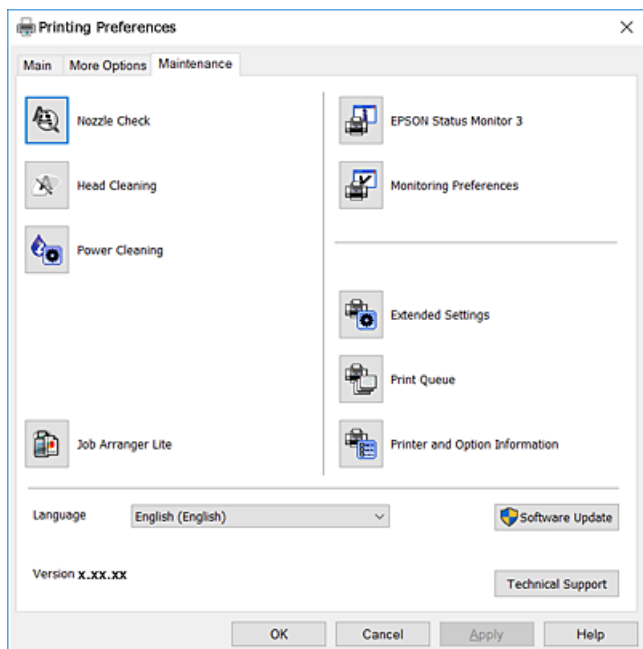 Printing Preferences
Main More Options Maintenance
Nozzle Check
EPSON Status Monitor 3
Head Cleaning
Monitoring Preferences
Power Cleaning
Extended Settings
Print Queue
Job Arranger Lite
Printer and Option Information
Language English (English) Software Update
Version x.xx.xx
Technical Support
OK Cancel Apply Help